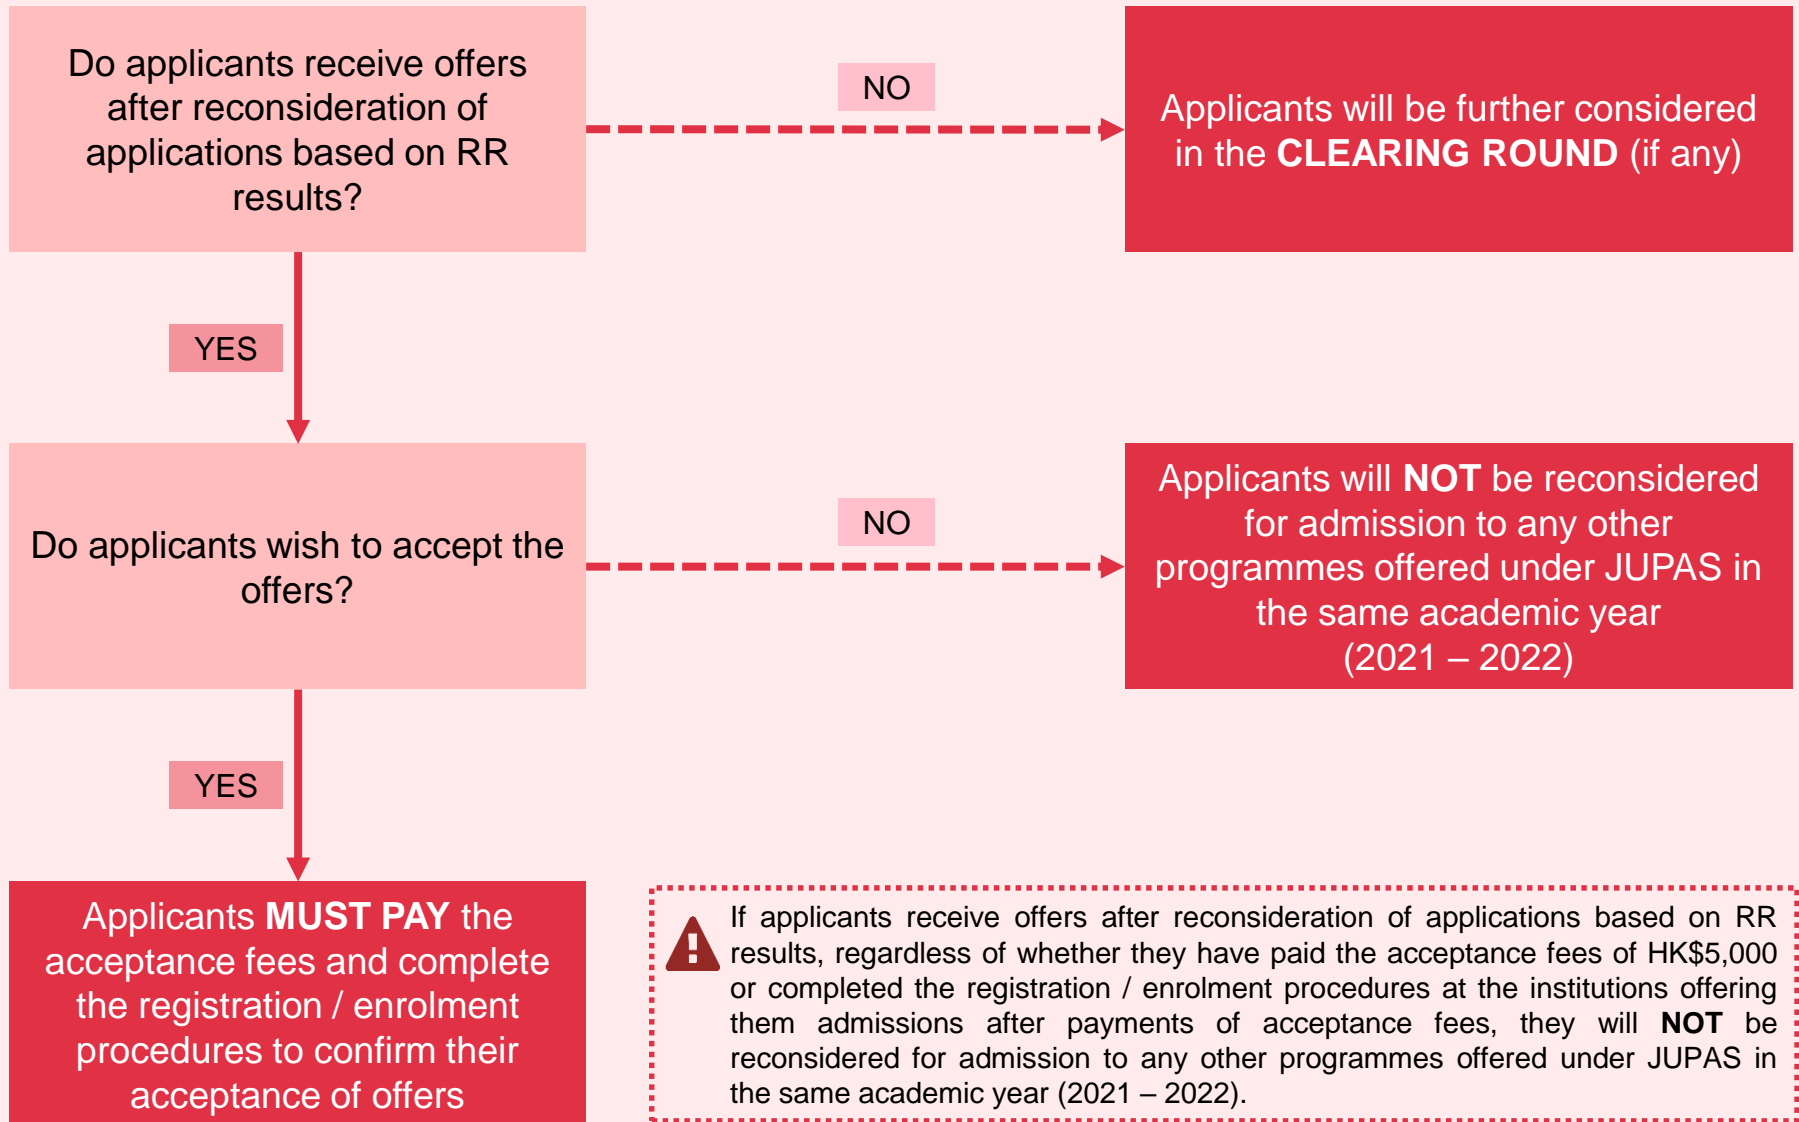 Do applicants receive offers
after reconsideration of
applications based on RR
results?
NO
Applicants will be further considered
in the CLEARING ROUND (if any)
YES
Do applicants wish to accept the
offers?
NO
Applicants will NOT be reconsidered
for admission to any other
programmes offered under JUPAS in
the same academic year
(2021 – 2022)
YES
Applicants MUST PAY the
acceptance fees and complete
the registration / enrolment
procedures to confirm their
acceptance of offers
If applicants receive offers after reconsideration of applications based on RR
results, regardless of whether they have paid the acceptance fees of HK$5,000
or completed the registration / enrolment procedures at the institutions offering
them admissions after payments of acceptance fees, they will NOT be
reconsidered for admission to any other programmes offered under JUPAS in
the same academic year (2021 – 2022).